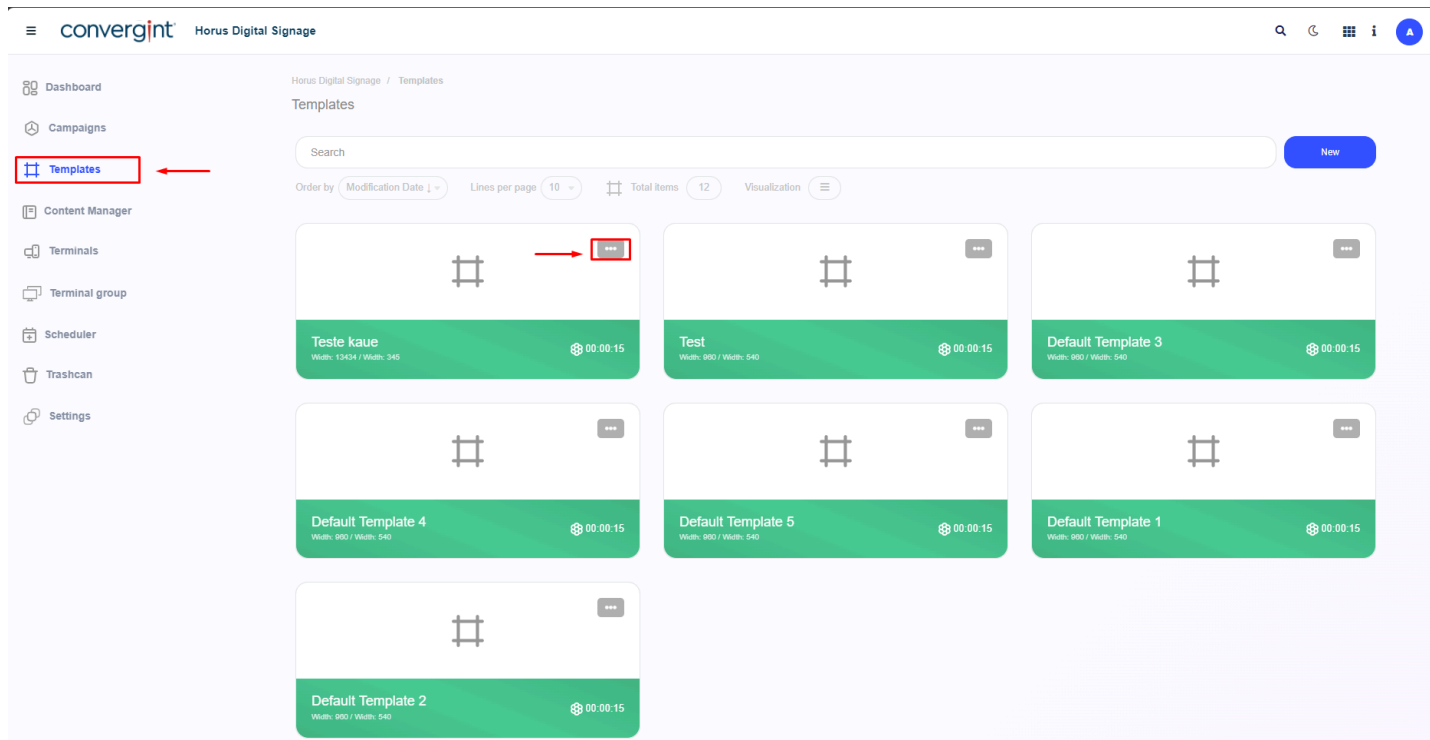 convergint Horus Digital Signage
A
Dashboard
Campaigns
Templates
Content Manager
Terminals
Terminal group
Scheduler
Trashcan
Settings
Horus Digital Signage / Templates
Templates
Search
New
Order by Modification Date ↓ Lines per page 10 Total items 12 Visualization
Teste kaue
Width: 13434 / Width: 345
00:00:15
Test
Width: 960 / Width: 540
00:00:15
Default Template 3
Width: 960 / Width: 540
00:00:15
Default Template 4
Width: 960 / Width: 540
00:00:15
Default Template 5
Width: 960 / Width: 540
00:00:15
Default Template 1
Width: 960 / Width: 540
00:00:15
Default Template 2
Width: 960 / Width: 540
00:00:15